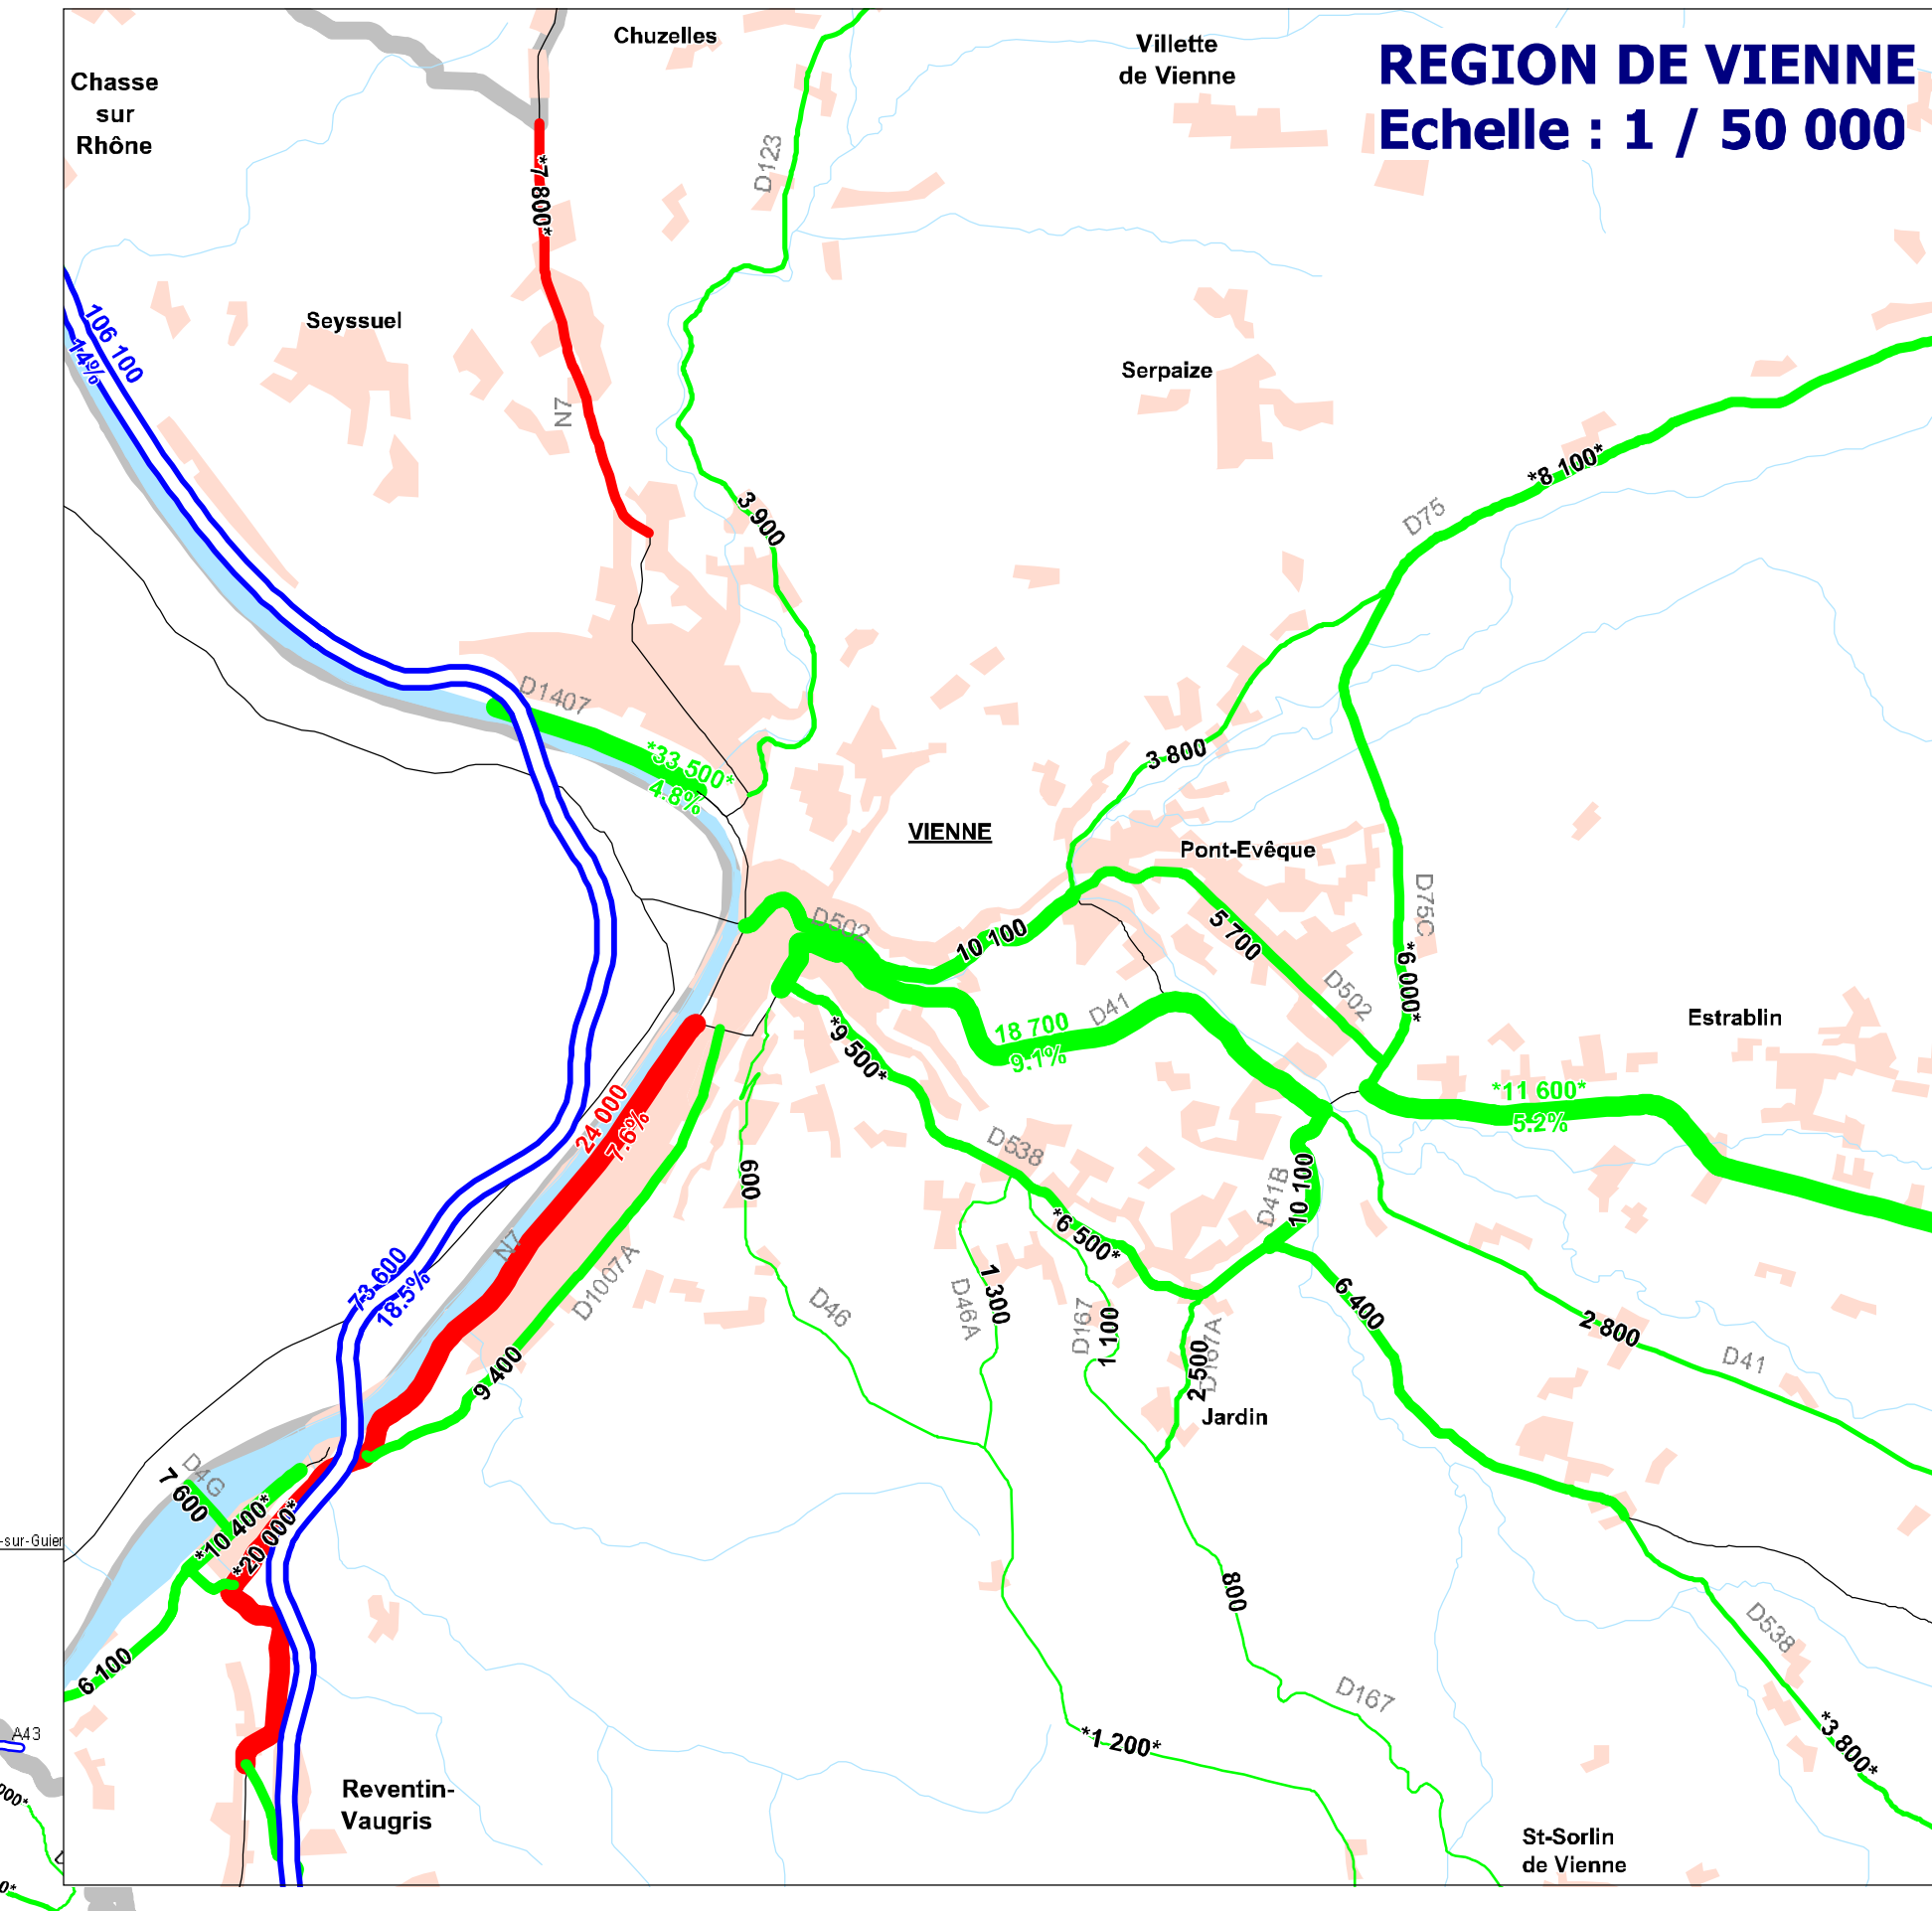 REGION DE VIENNE
Echelle : 1 / 50 000
Chuzelles
Villette
de Vienne
Chasse
sur
Rhône
D123
*7 800*
106 100
14%
Seyssuel
Serpaize
N7
*8 100*
D75
3 900
D1407
*33 500*
4.8%
3 800
VIENNE
Pont-Evêque
D75C
D502
10 100
5 700
*6 000*
D502
Estrablin
18 700
9.1%
D41
*9 500*
*11 600*
5.2%
24 000
7.6%
D538
600
D41B
10 100
*6 500*
N7
D1007A
73 600
18.5%
D46
D46A
1 300
D167
1 100
D167A
2 500
6 400
2 800
D41
9 400
Jardin
D4G
7 600
*10 400*
*20 000*
-sur-Guier
800
D538
6 100
D167
A43
*1 200*
*3 800*
Reventin-
Vaugris
000*
St-Sorlin
de Vienne
0*